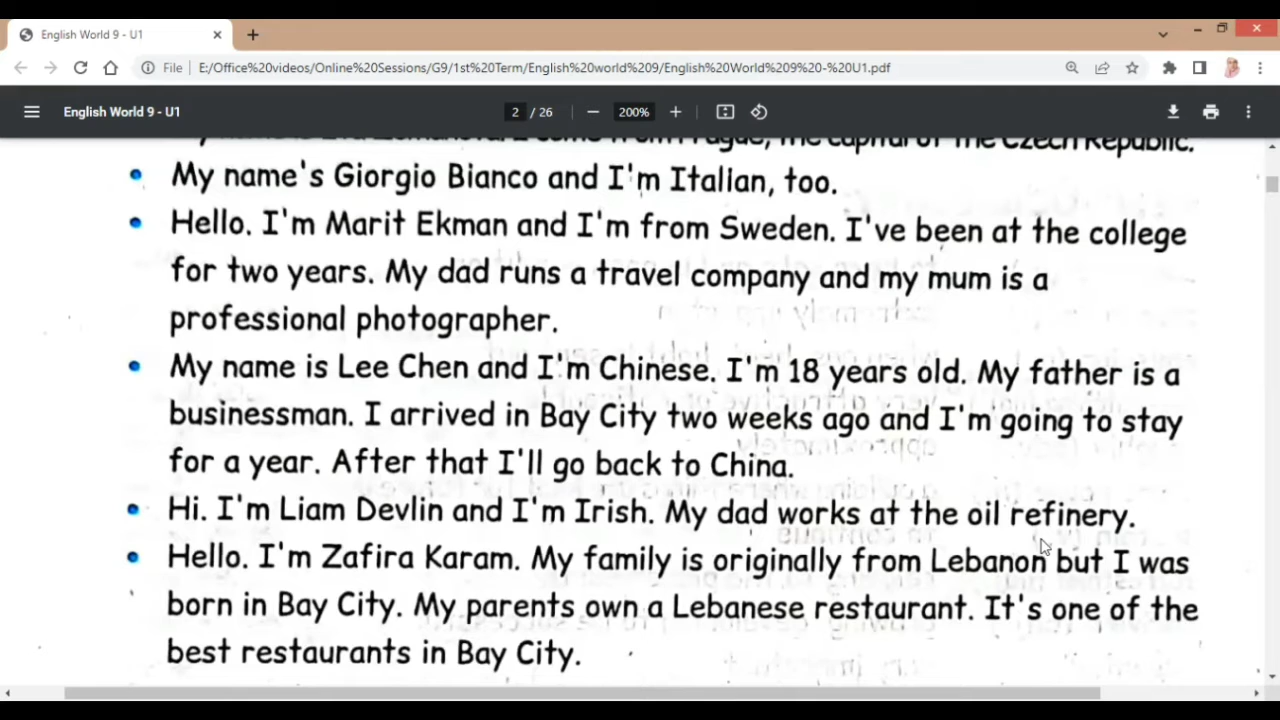 English World 9 - U1
File E:/Office%20videos/Online%20Sessions/G9/1st%20Term/English%20world%209/English%20World%209%20-%20U1.pdf
English World 9 - U1 2 / 26 200%
the capital of the Czech Republic.
My name's Giorgio Bianco and I'm Italian, too.
Hello. I'm Marit Ekman and I'm from Sweden. I've been at the college
for two years. My dad runs a travel company and my mum is a
professional photographer.
My name is Lee Chen and I'm Chinese. I'm 18 years old. My father is a
businessman. I arrived in Bay City two weeks ago and I'm going to stay
for a year. After that I'll go back to China.
Hi. I'm Liam Devlin and I'm Irish. My dad works at the oil refinery.
Hello. I'm Zafira Karam. My family is originally from Lebanon but I was
born in Bay City. My parents own a Lebanese restaurant. It's one of the
best restaurants in Bay City.